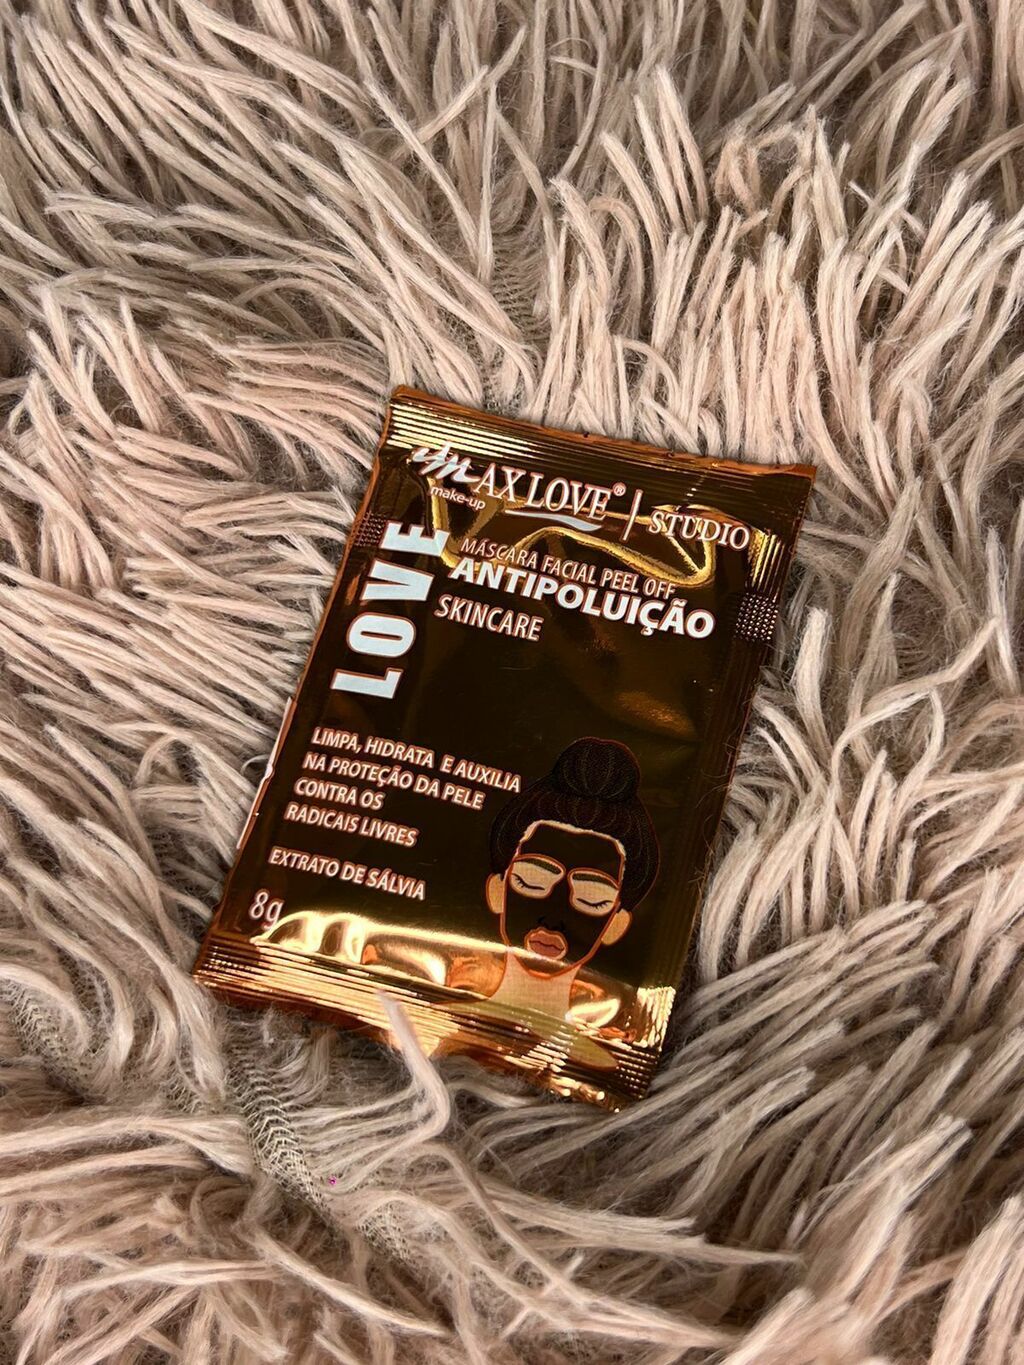 MAX LOVE® | STUDIO
make-up
LOVE
MÁSCARA FACIAL PEEL OFF
ANTIPOLUIÇÃO
SKINCARE
LIMPA, HIDRATA E AUXILIA
NA PROTEÇÃO DA PELE
CONTRA OS
RADICAIS LIVRES
EXTRATO DE SÁLVIA
8g